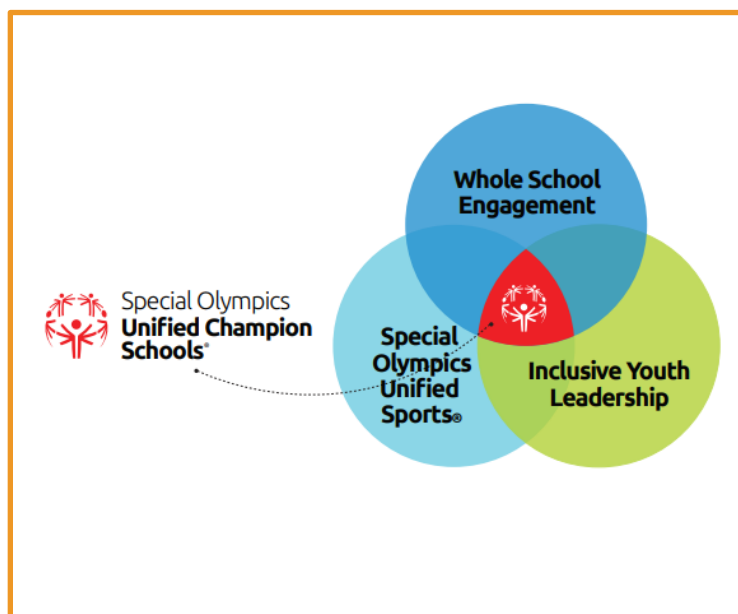 Whole School
Engagement
Special Olympics
Unified Champion
Schools®
Special
Olympics
Unified
Sports®
Inclusive Youth
Leadership